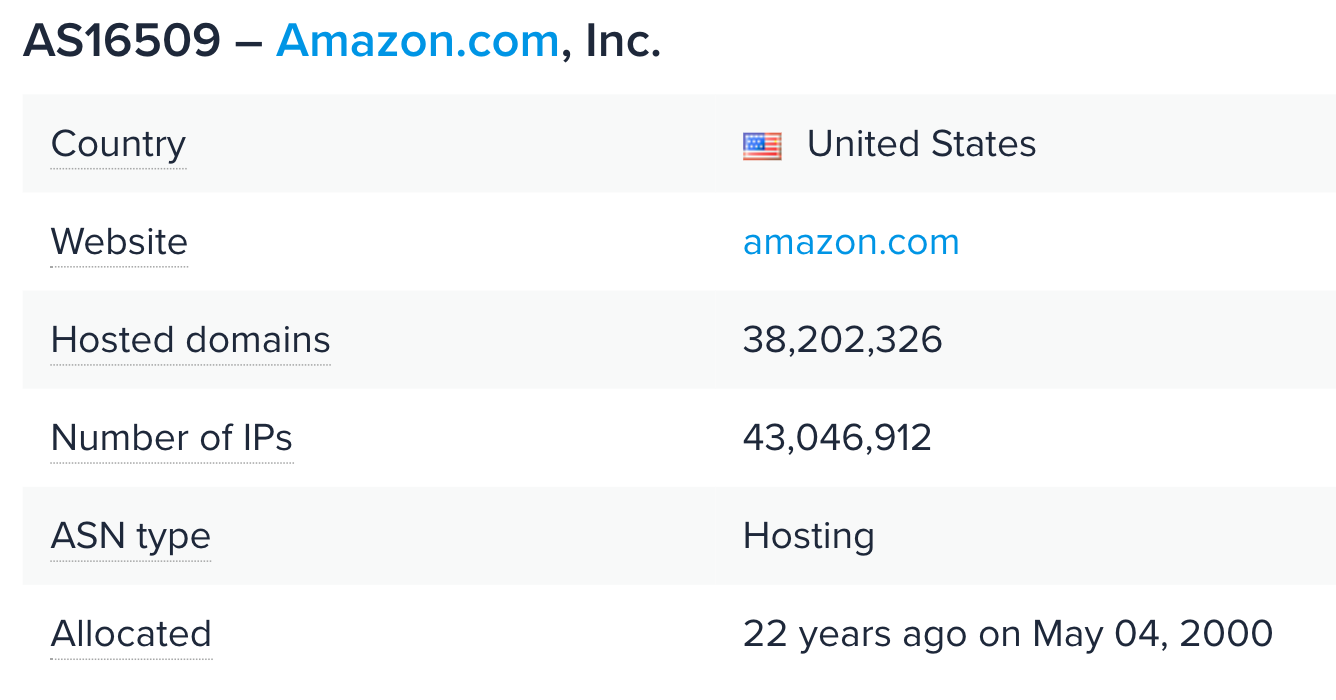 AS16509 – Amazon.com, Inc.
Country United States
Website amazon.com
Hosted domains 38,202,326
Number of IPs 43,046,912
ASN type Hosting
Allocated 22 years ago on May 04, 2000